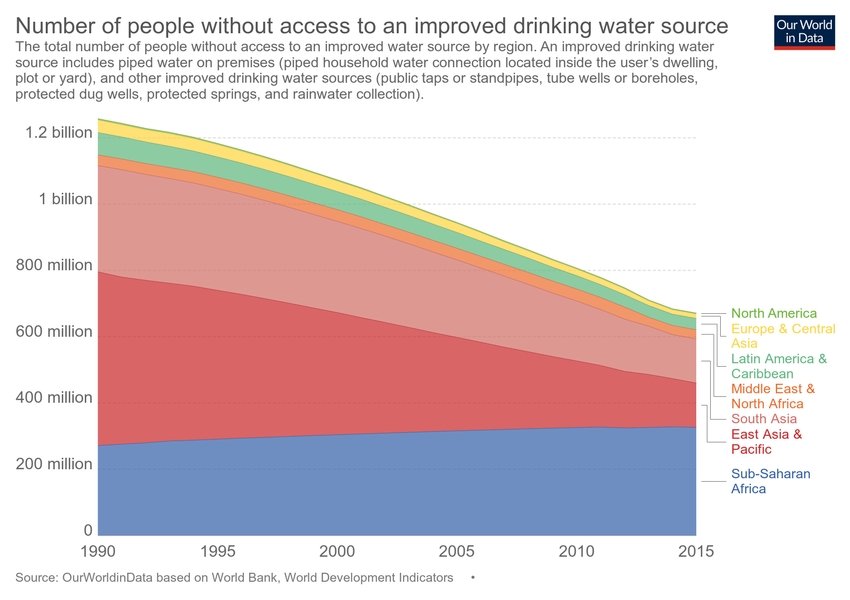 Number of people without access to an improved drinking water source
Our World
in Data
The total number of people without access to an improved water source by region. An improved drinking water
source includes piped water on premises (piped household water connection located inside the user's dwelling,
plot or yard), and other improved drinking water sources (public taps or standpipes, tube wells or boreholes,
protected dug wells, protected springs, and rainwater collection).
1.2 billion
1 billion
800 million
600 million
400 million
200 million
0
1990
1995
2000
2005
2010
2015
North America
Europe & Central
Asia
Latin America &
Caribbean
Middle East &
North Africa
South Asia
East Asia &
Pacific
Sub-Saharan
Africa
Source: OurWorldinData based on World Bank, World Development Indicators •